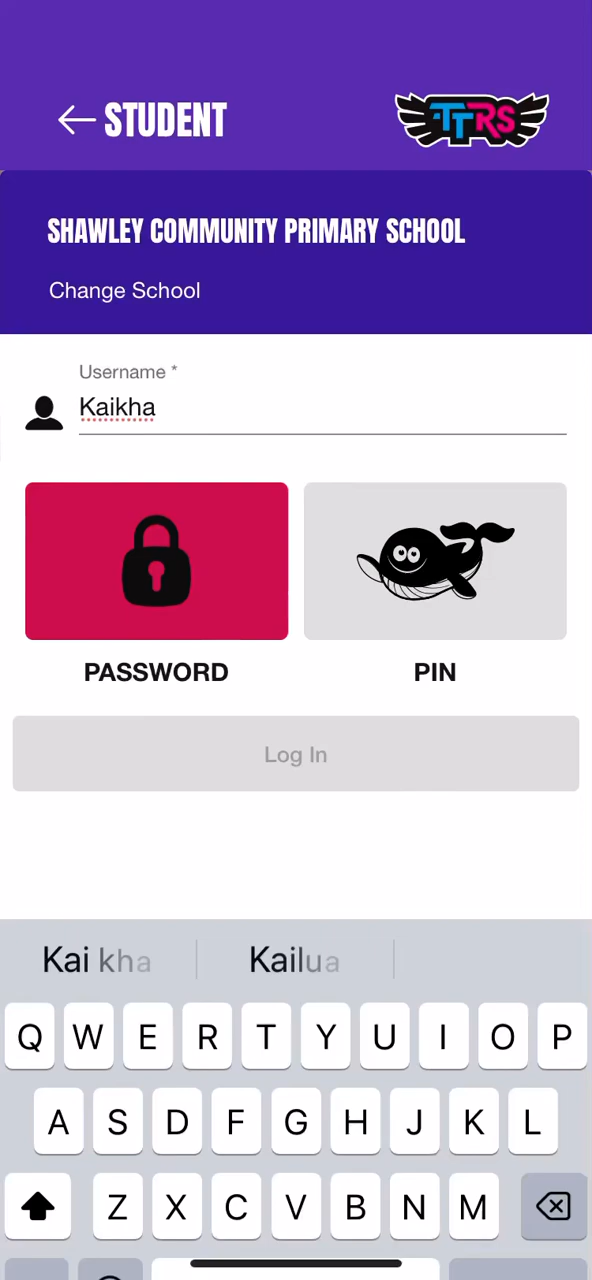 STUDENT
TTRS
SHAWLEY COMMUNITY PRIMARY SCHOOL
Change School
Username *
Kaikha
PASSWORD
PIN
Log In
Kai kha
Kailua
Q W E R T Y U I O P
A S D F G H J K L
Z X C V B N M